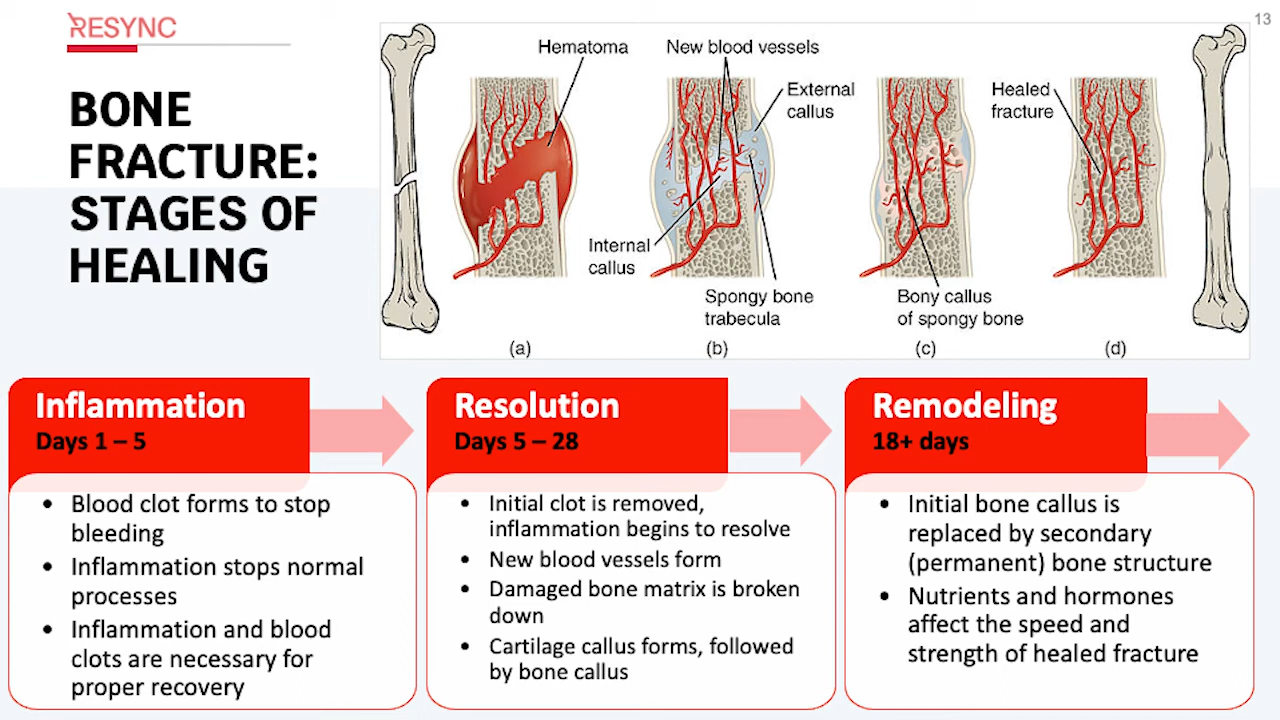 RESYNC
13
BONE
FRACTURE:
STAGES OF
HEALING
Hematoma
New blood vessels
External
callus
Healed
fracture
Internal
callus
Spongy bone
trabecula
Bony callus
of spongy bone
(a)
(b)
(c)
(d)
Inflammation
Days 1 – 5
• Blood clot forms to stop
bleeding
• Inflammation stops normal
processes
• Inflammation and blood
clots are necessary for
proper recovery
Resolution
Days 5 – 28
• Initial clot is removed,
inflammation begins to resolve
• New blood vessels form
• Damaged bone matrix is broken
down
• Cartilage callus forms, followed
by bone callus
Remodeling
18+ days
• Initial bone callus is
replaced by secondary
(permanent) bone structure
• Nutrients and hormones
affect the speed and
strength of healed fracture